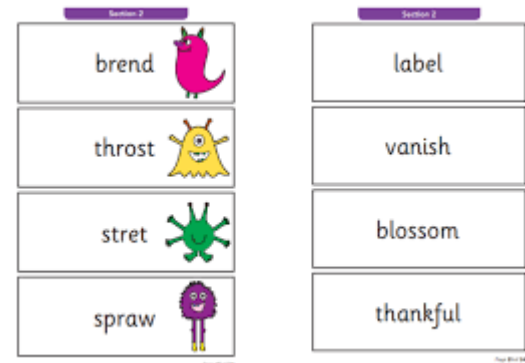 Section 2
brend
throst
stret
spraw
Section 2
label
vanish
blossom
thankful